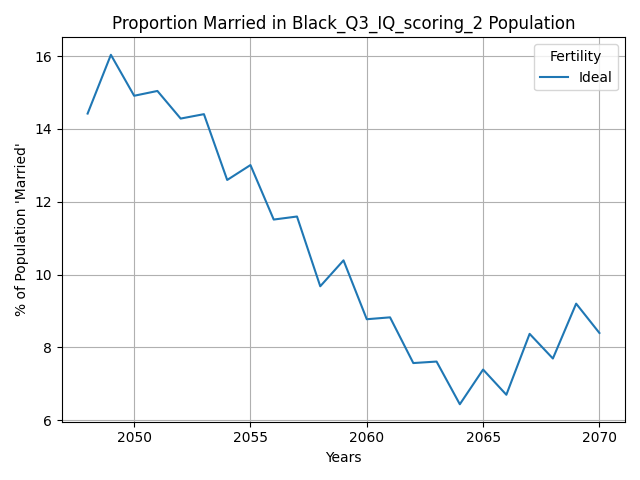 Proportion Married in Black_Q3_IQ_scoring_2 Population
Fertility
Ideal
% of Population 'Married'
16
14
12
10
8
6
2050 2055 2060 2065 2070
Years